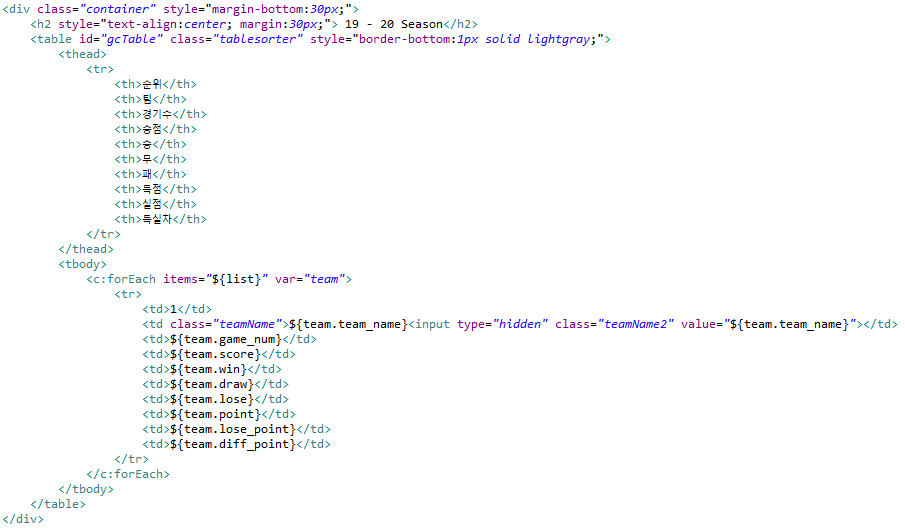 <div class="container" style="margin-bottom:30px;">
<h2 style="text-align:center; margin:30px;"> 19 - 20 Season</h2>
<table id="gcTable" class="tablesorter" style="border-bottom:1px solid lightgray;">
<thead>
<tr>
<th>순위</th>
<th>팀</th>
<th>경기수</th>
<th>승점</th>
<th>승</th>
<th>무</th>
<th>패</th>
<th>득점</th>
<th>실점</th>
<th>득실차</th>
</tr>
</thead>
<tbody>
<c:forEach items="${list}" var="team">
<tr>
<td>1</td>
<td class="teamName">${team.team_name}<input type="hidden" class="teamName2" value="${team.team_name}"></td>
<td>${team.game_num}</td>
<td>${team.score}</td>
<td>${team.win}</td>
<td>${team.draw}</td>
<td>${team.lose}</td>
<td>${team.point}</td>
<td>${team.lose_point}</td>
<td>${team.diff_point}</td>
</tr>
</c:forEach>
</tbody>
</table>
</div>